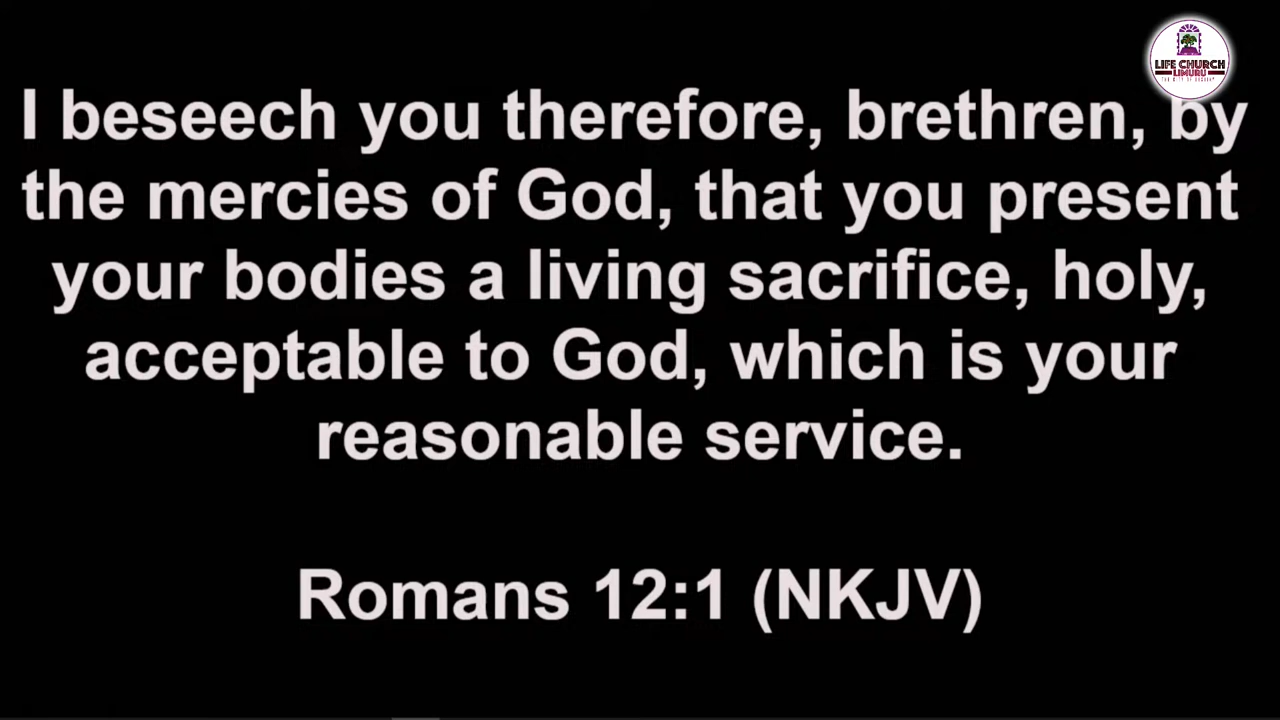 LIFE CHURCH
LIMURU
I beseech you therefore, brethren, by
the mercies of God, that you present
your bodies a living sacrifice, holy,
acceptable to God, which is your
reasonable service.
Romans 12:1 (NKJV)